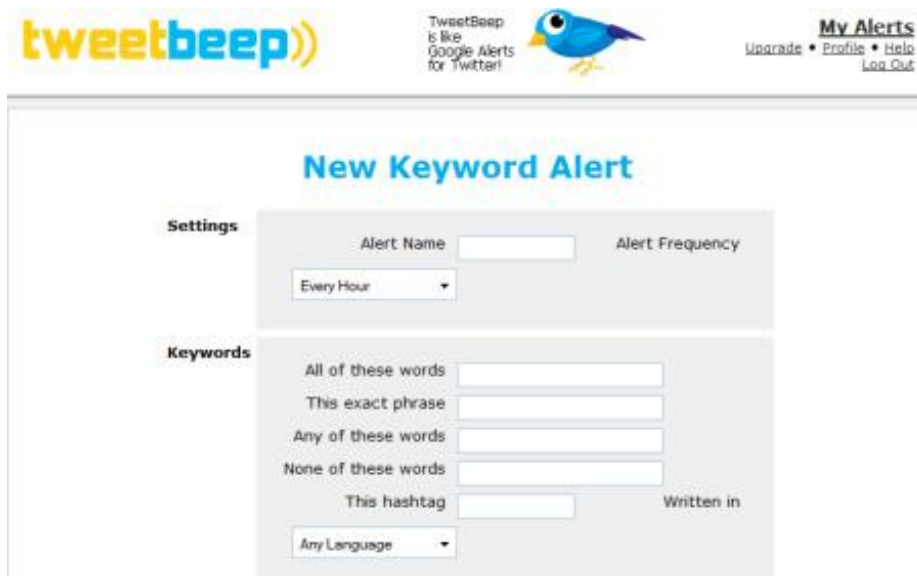 tweetbeep))
TweetBeep
is like
Google Alerts
for Twitter!
My Alerts
Upgrade • Profile • Help
Log Out
New Keyword Alert
Settings
Alert Name
Alert Frequency
Every Hour
Keywords
All of these words
This exact phrase
Any of these words
None of these words
This hashtag
Written in
Any Language